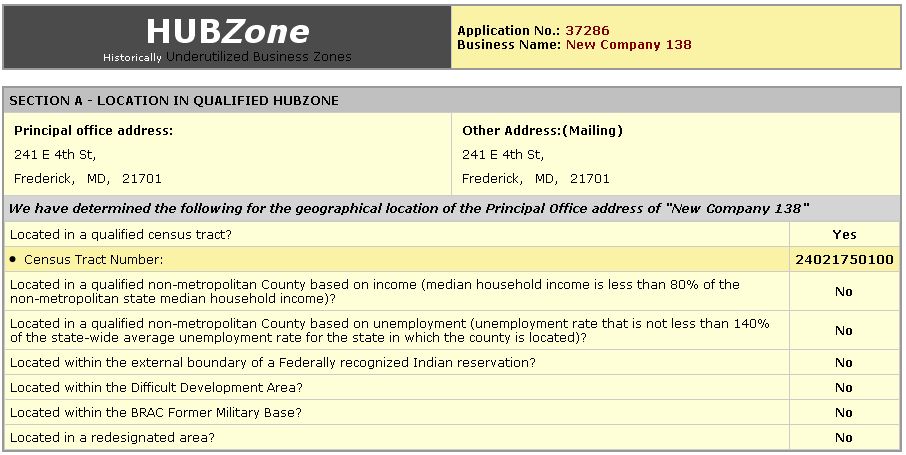 HUBZone
Historically Underutilized Business Zones
Application No.: 37286
Business Name: New Company 138
SECTION A - LOCATION IN QUALIFIED HUBZONE
Principal office address:
241 E 4th St,
Frederick, MD, 21701
Other Address:(Mailing)
241 E 4th St,
Frederick, MD, 21701
We have determined the following for the geographical location of the Principal Office address of "New Company 138"
Located in a qualified census tract? Yes
• Census Tract Number: 24021750100
Located in a qualified non-metropolitan County based on income (median household income is less than 80% of the
non-metropolitan state median household income)? No
Located in a qualified non-metropolitan County based on unemployment (unemployment rate that is not less than 140%
of the state-wide average unemployment rate for the state in which the county is located)? No
Located within the external boundary of a Federally recognized Indian reservation? No
Located within the Difficult Development Area? No
Located within the BRAC Former Military Base? No
Located in a redesignated area? No